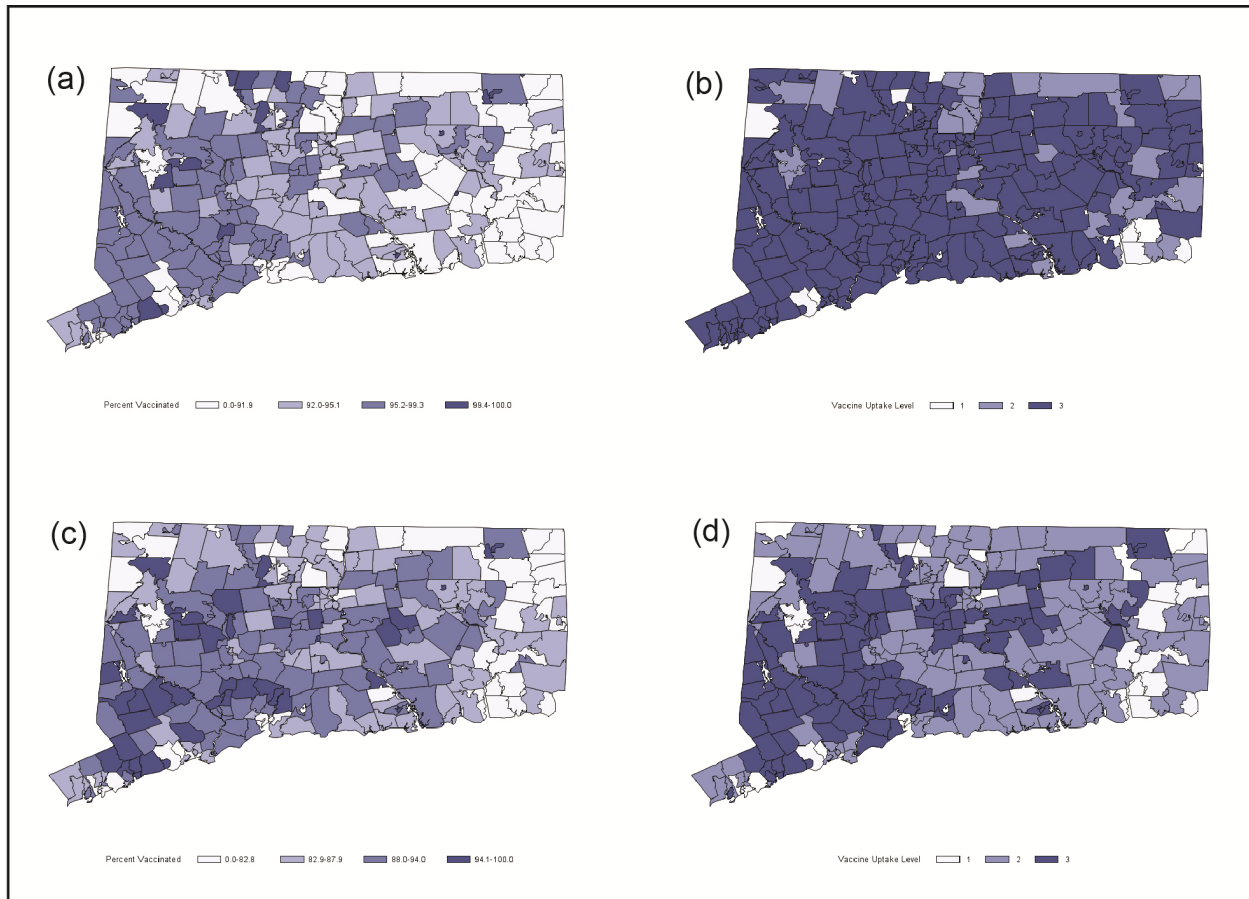 (a)
(b)
Percent Vaccinated 0.0-91.9 92.0-95.1 95.2-99.3 99.4-100.0
Vaccine Uptake Level 1 2 3
(c)
(d)
Percent Vaccinated 0.0-82.8 82.9-87.9 88.0-94.0 94.1-100.0
Vaccine Uptake Level 1 2 3